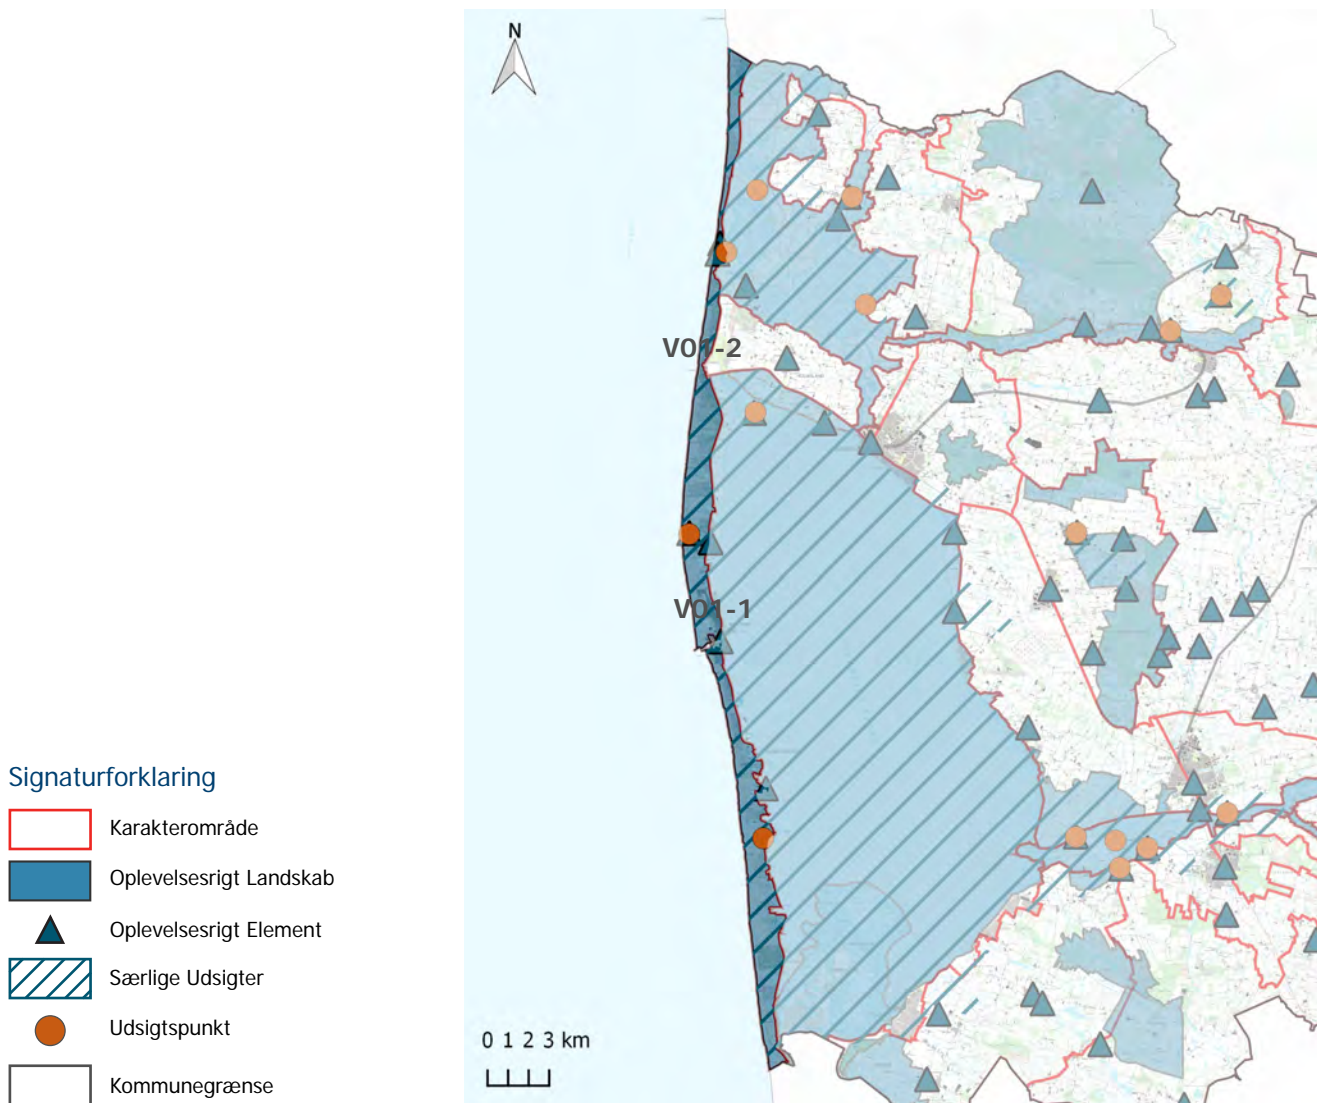 N
V01-2
V01-1
Signaturforklaring
Karakterområde
Oplevelsesrigt Landskab
Oplevelsesrigt Element
Særlige Udsigter
Udsigtspunkt
Kommunegrænse
0 1 2 3 km